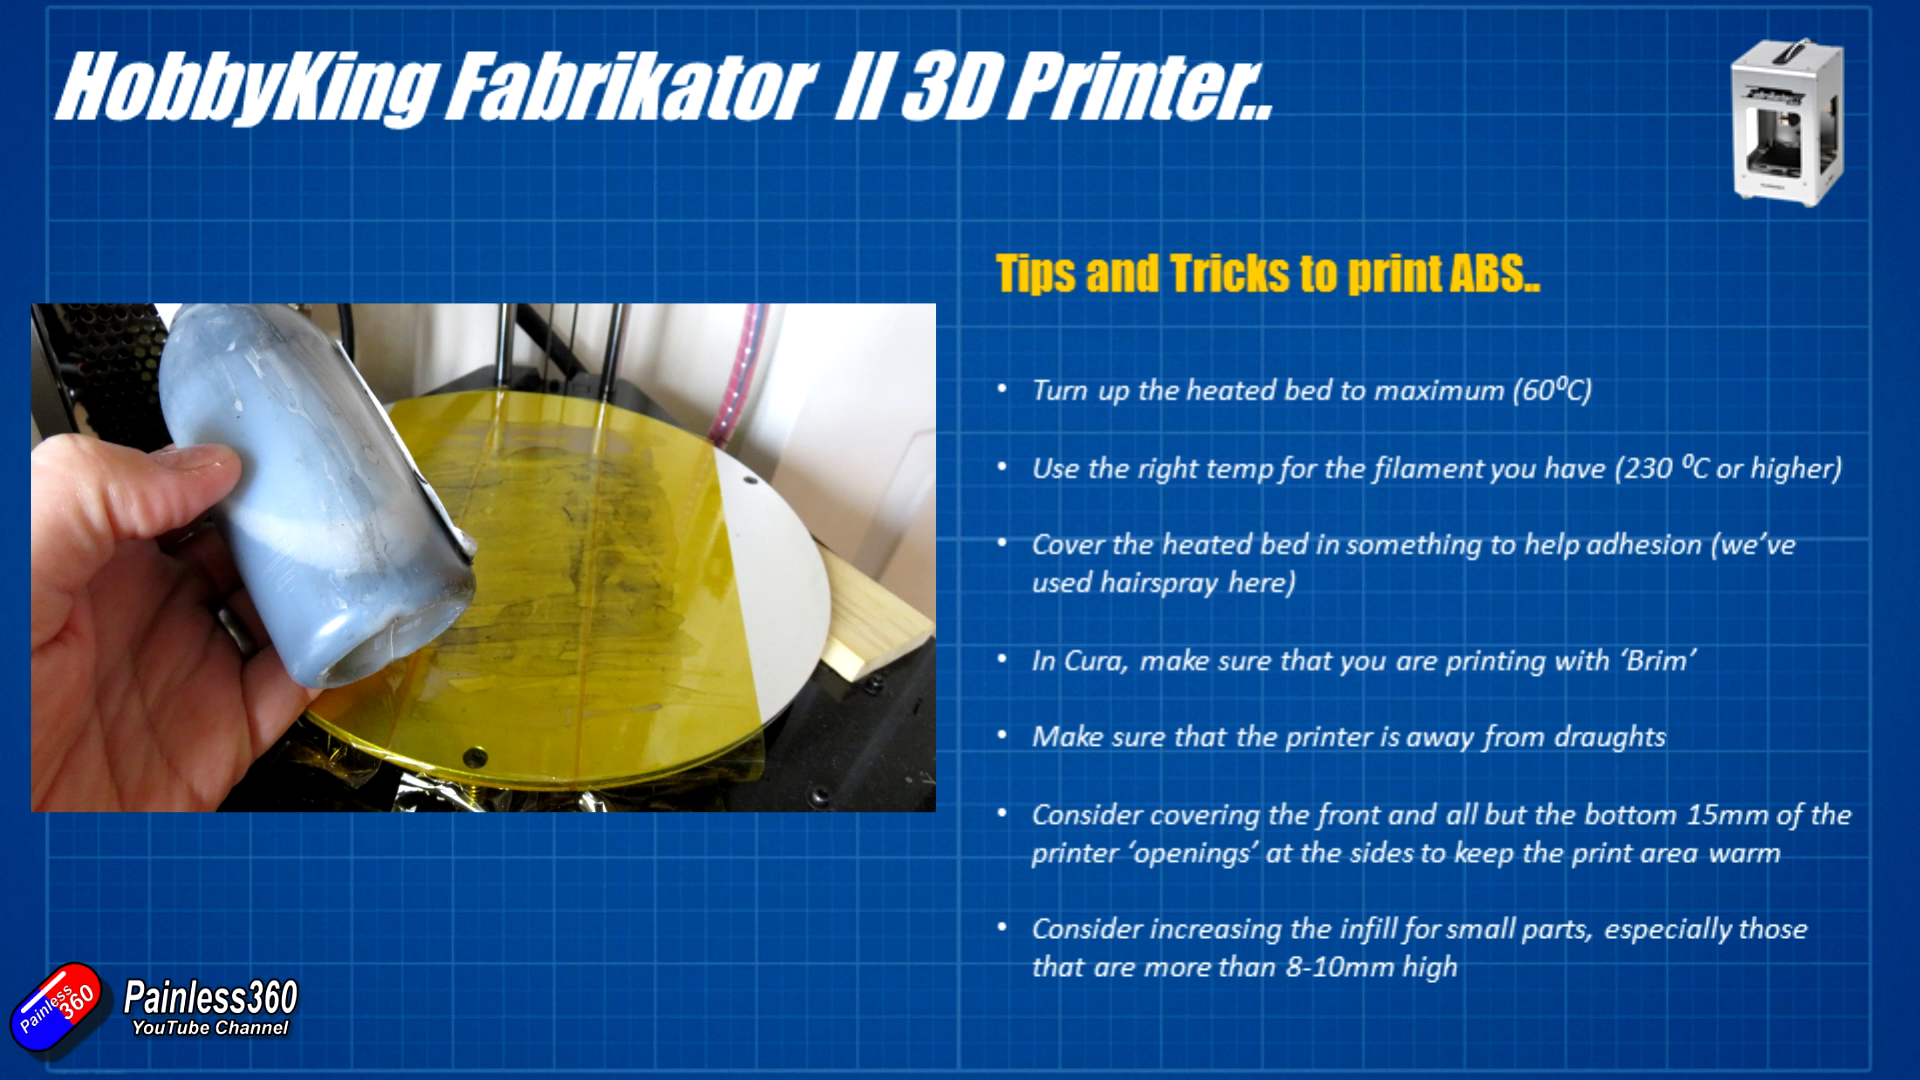 HobbyKing Fabrikator II 3D Printer..
Tips and Tricks to print ABS..
• Turn up the heated bed to maximum (60⁰C)
• Use the right temp for the filament you have (230 ⁰C or higher)
• Cover the heated bed in something to help adhesion (we’ve
used hairspray here)
• In Cura, make sure that you are printing with ‘Brim’
• Make sure that the printer is away from draughts
• Consider covering the front and all but the bottom 15mm of the
printer ‘openings’ at the sides to keep the print area warm
• Consider increasing the infill for small parts, especially those
that are more than 8-10mm high
Painless
360
Painless360
YouTube Channel